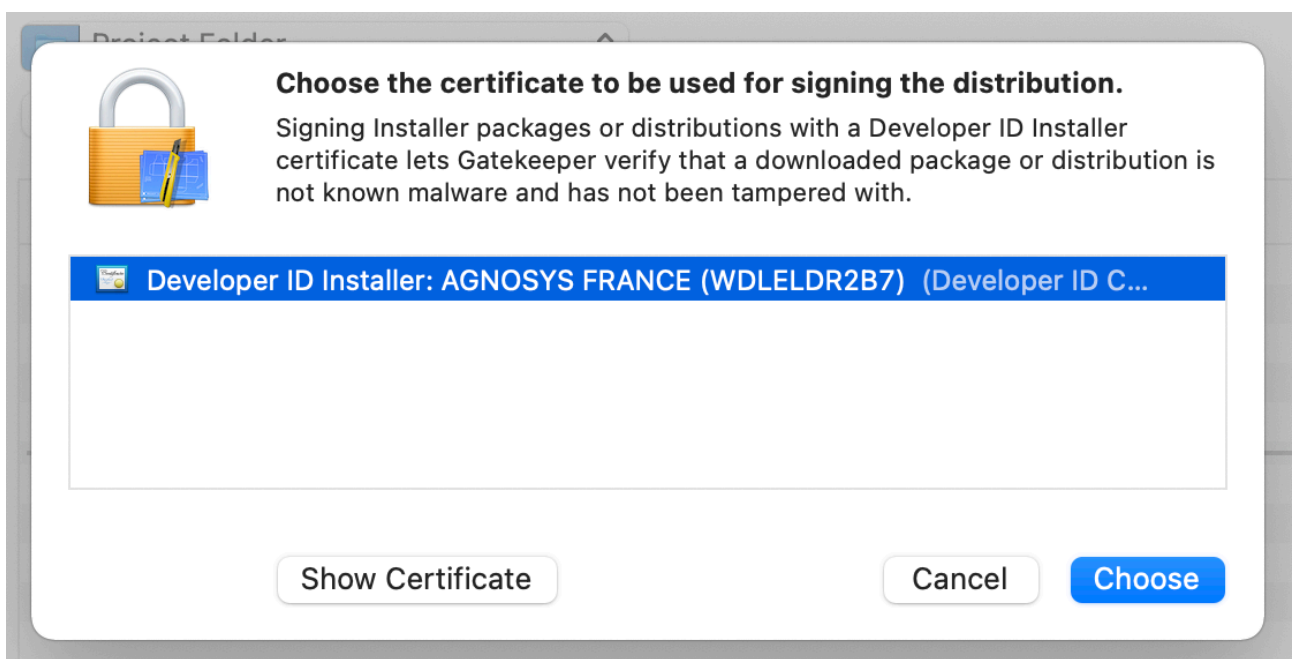 Project Folder
Choose the certificate to be used for signing the distribution.
Signing Installer packages or distributions with a Developer ID Installer
certificate lets Gatekeeper verify that a downloaded package or distribution is
not known malware and has not been tampered with.
Developer ID Installer: AGNOSYS FRANCE (WDLELDR2B7) (Developer ID C...
Show Certificate
Cancel
Choose